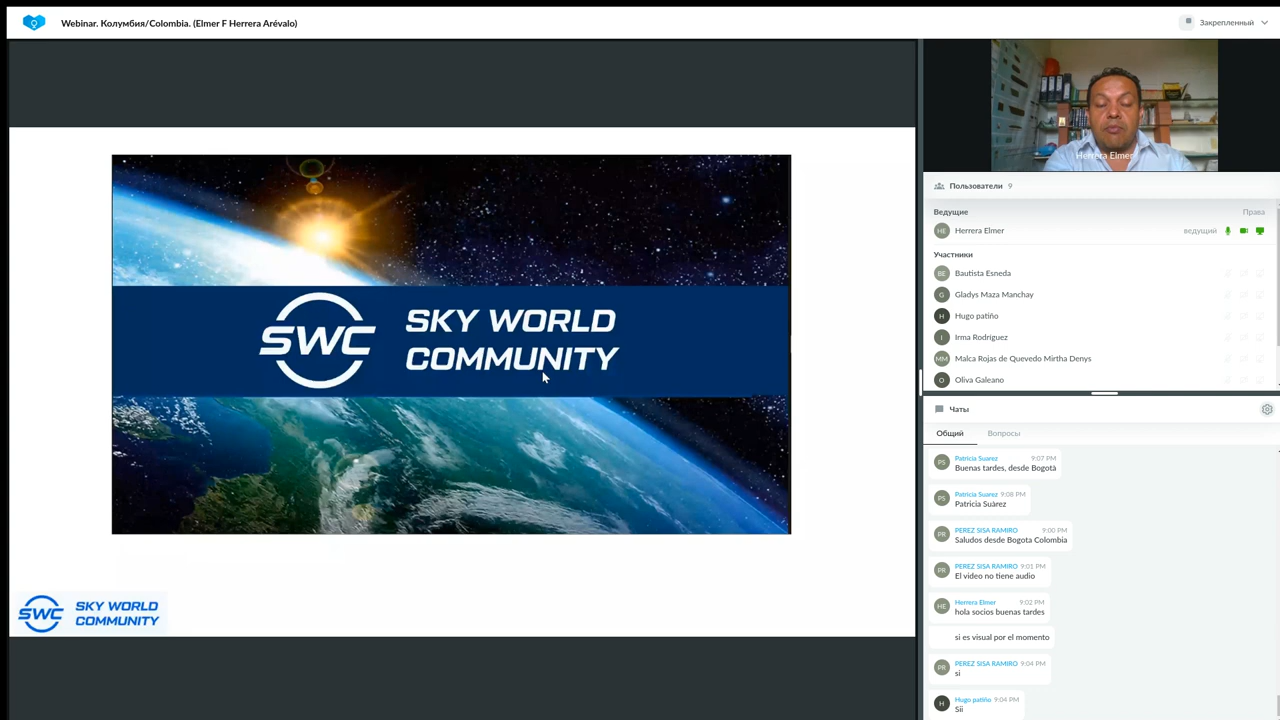 Webinar. Колумбия/Colombia. (Elmer F Herrera Arévalo)
Закрепленный
SWC
SKY WORLD
COMMUNITY
SWC
SKY WORLD
COMMUNITY
Herrera Elmer
Пользователи 9
Ведущие Права
HE Herrera Elmer ведущий
Участники
BE Bautista Esneda
G Gladys Maza Manchay
H Hugo patiño
I Irma Rodríguez
MM Malca Rojas de Quevedo Mirtha Denys
O Oliva Galeano
Чаты
Общий Вопросы
PS Patricia Suarez 9:07 PM
Buenas tardes, desde Bogotà
PS Patricia Suarez 9:08 PM
Patricia Suàrez
PR PEREZ SISA RAMIRO 9:00 PM
Saludos desde Bogota Colombia
PR PEREZ SISA RAMIRO 9:01 PM
El video no tiene audio
HE Herrera Elmer 9:02 PM
hola socios buenas tardes
si es visual por el momento
PR PEREZ SISA RAMIRO 9:04 PM
si
H Hugo patiño 9:04 PM
Sii